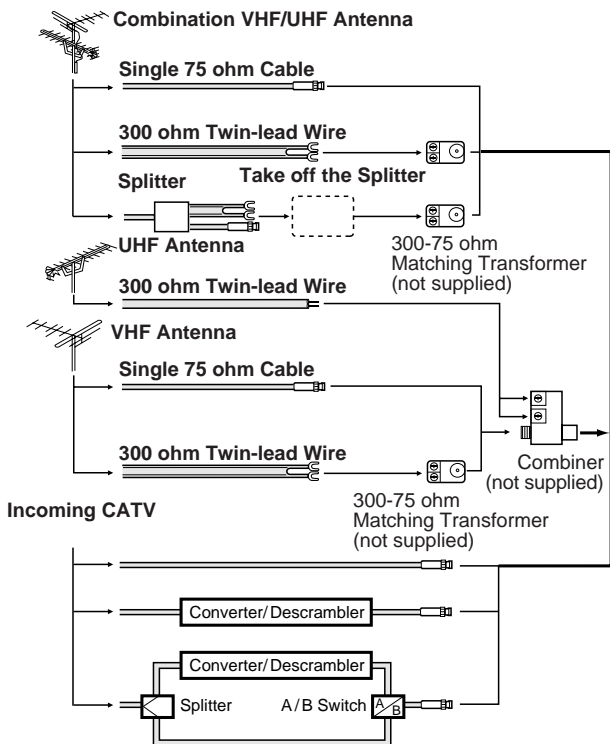 Combination VHF/UHF Antenna
Single 75 ohm Cable
300 ohm Twin-lead Wire
Splitter
Take off the Splitter
300-75 ohm
Matching Transformer
(not supplied)
UHF Antenna
300 ohm Twin-lead Wire
VHF Antenna
Single 75 ohm Cable
300 ohm Twin-lead Wire
Combiner
(not supplied)
300-75 ohm
Matching Transformer
(not supplied)
Incoming CATV
Converter/Descrambler
Converter/Descrambler
Splitter
A/B Switch
A
B